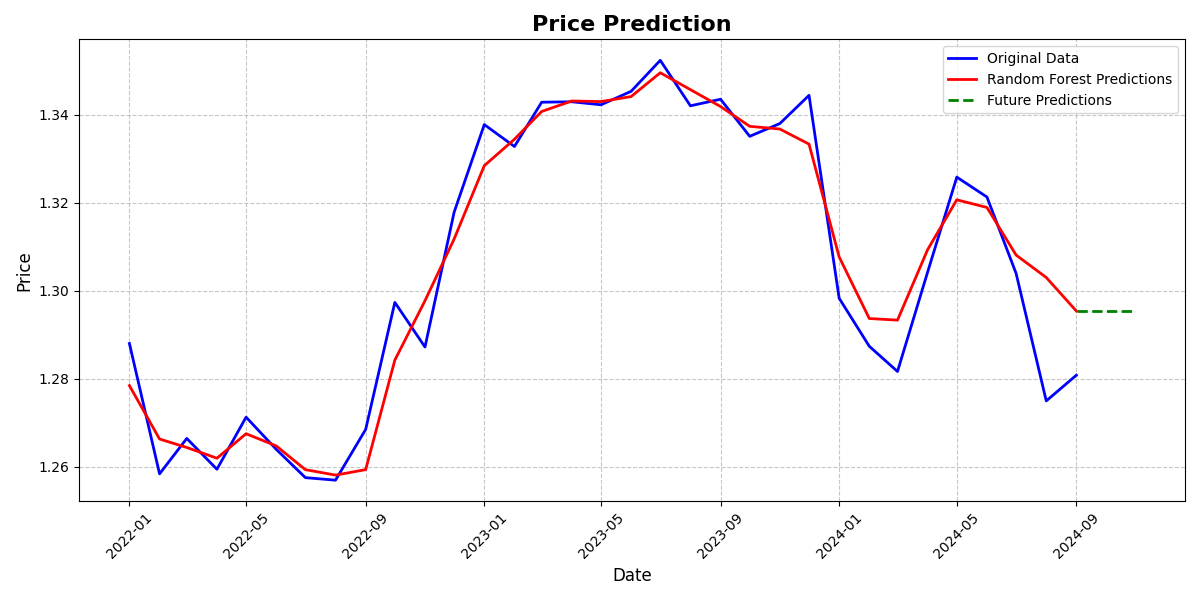 Price Prediction
Original Data
Random Forest Predictions
Future Predictions
Price
1.34
1.32
1.30
1.28
1.26
2022-01
2022-05
2022-09
2023-01
2023-05
2023-09
2024-01
2024-05
2024-09
Date